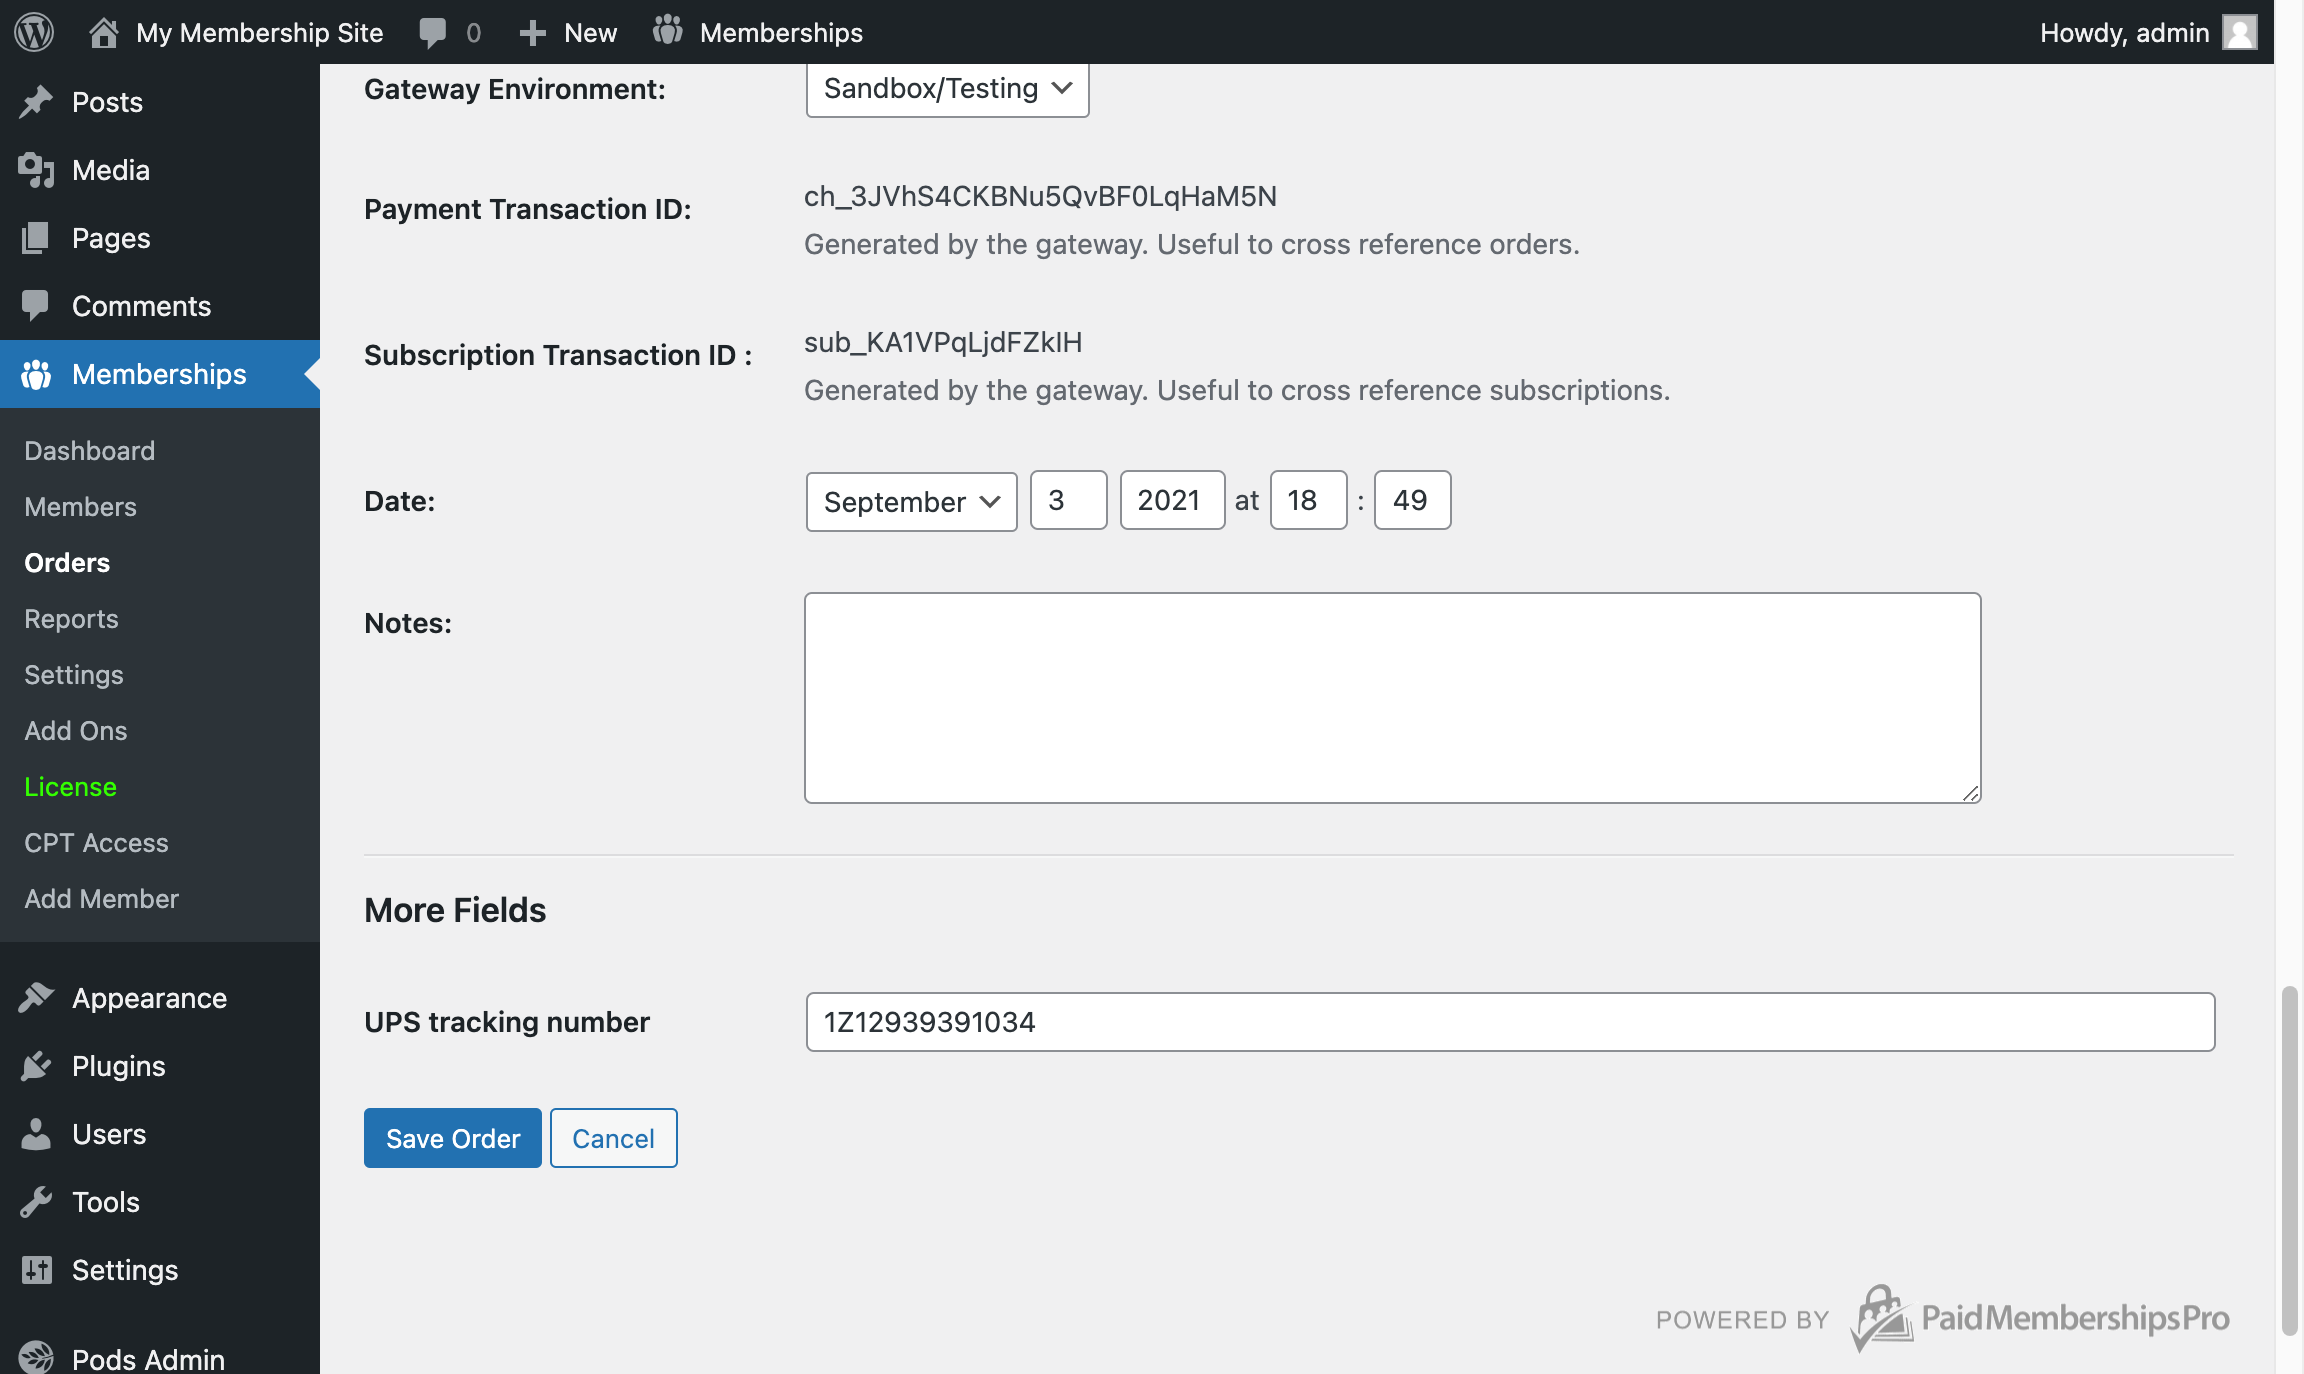 My Membership Site 0 New Memberships Howdy, admin
Posts
Media
Pages
Comments
Memberships
Dashboard
Members
Orders
Reports
Settings
Add Ons
License
CPT Access
Add Member
Appearance
Plugins
Users
Tools
Settings
Pods Admin
Gateway Environment: Sandbox/Testing
Payment Transaction ID: ch_3JVhS4CKBNu5QvBF0LqHaM5N
Generated by the gateway. Useful to cross reference orders.
Subscription Transaction ID : sub_KA1VPqLjdFZkIH
Generated by the gateway. Useful to cross reference subscriptions.
Date: September 3 2021 at 18 : 49
Notes:
More Fields
UPS tracking number 1Z12939391034
Save Order Cancel
POWERED BY PaidMembershipsPro